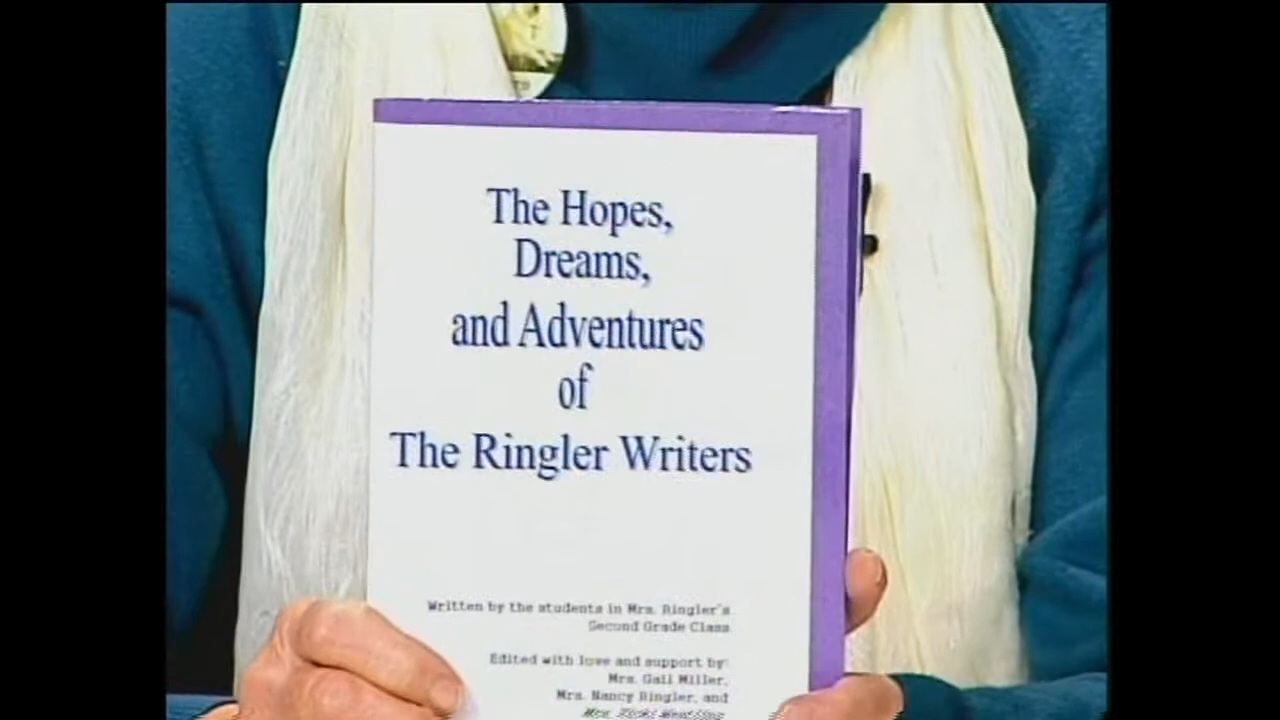 The Hopes,
Dreams,
and Adventures
of
The Ringler Writers
Written by the students in Mrs. Ringler's
Second Grade Class
Edited with love and support by:
Mrs. Gail Miller,
Mrs. Nancy Ringler, and
Mrs.